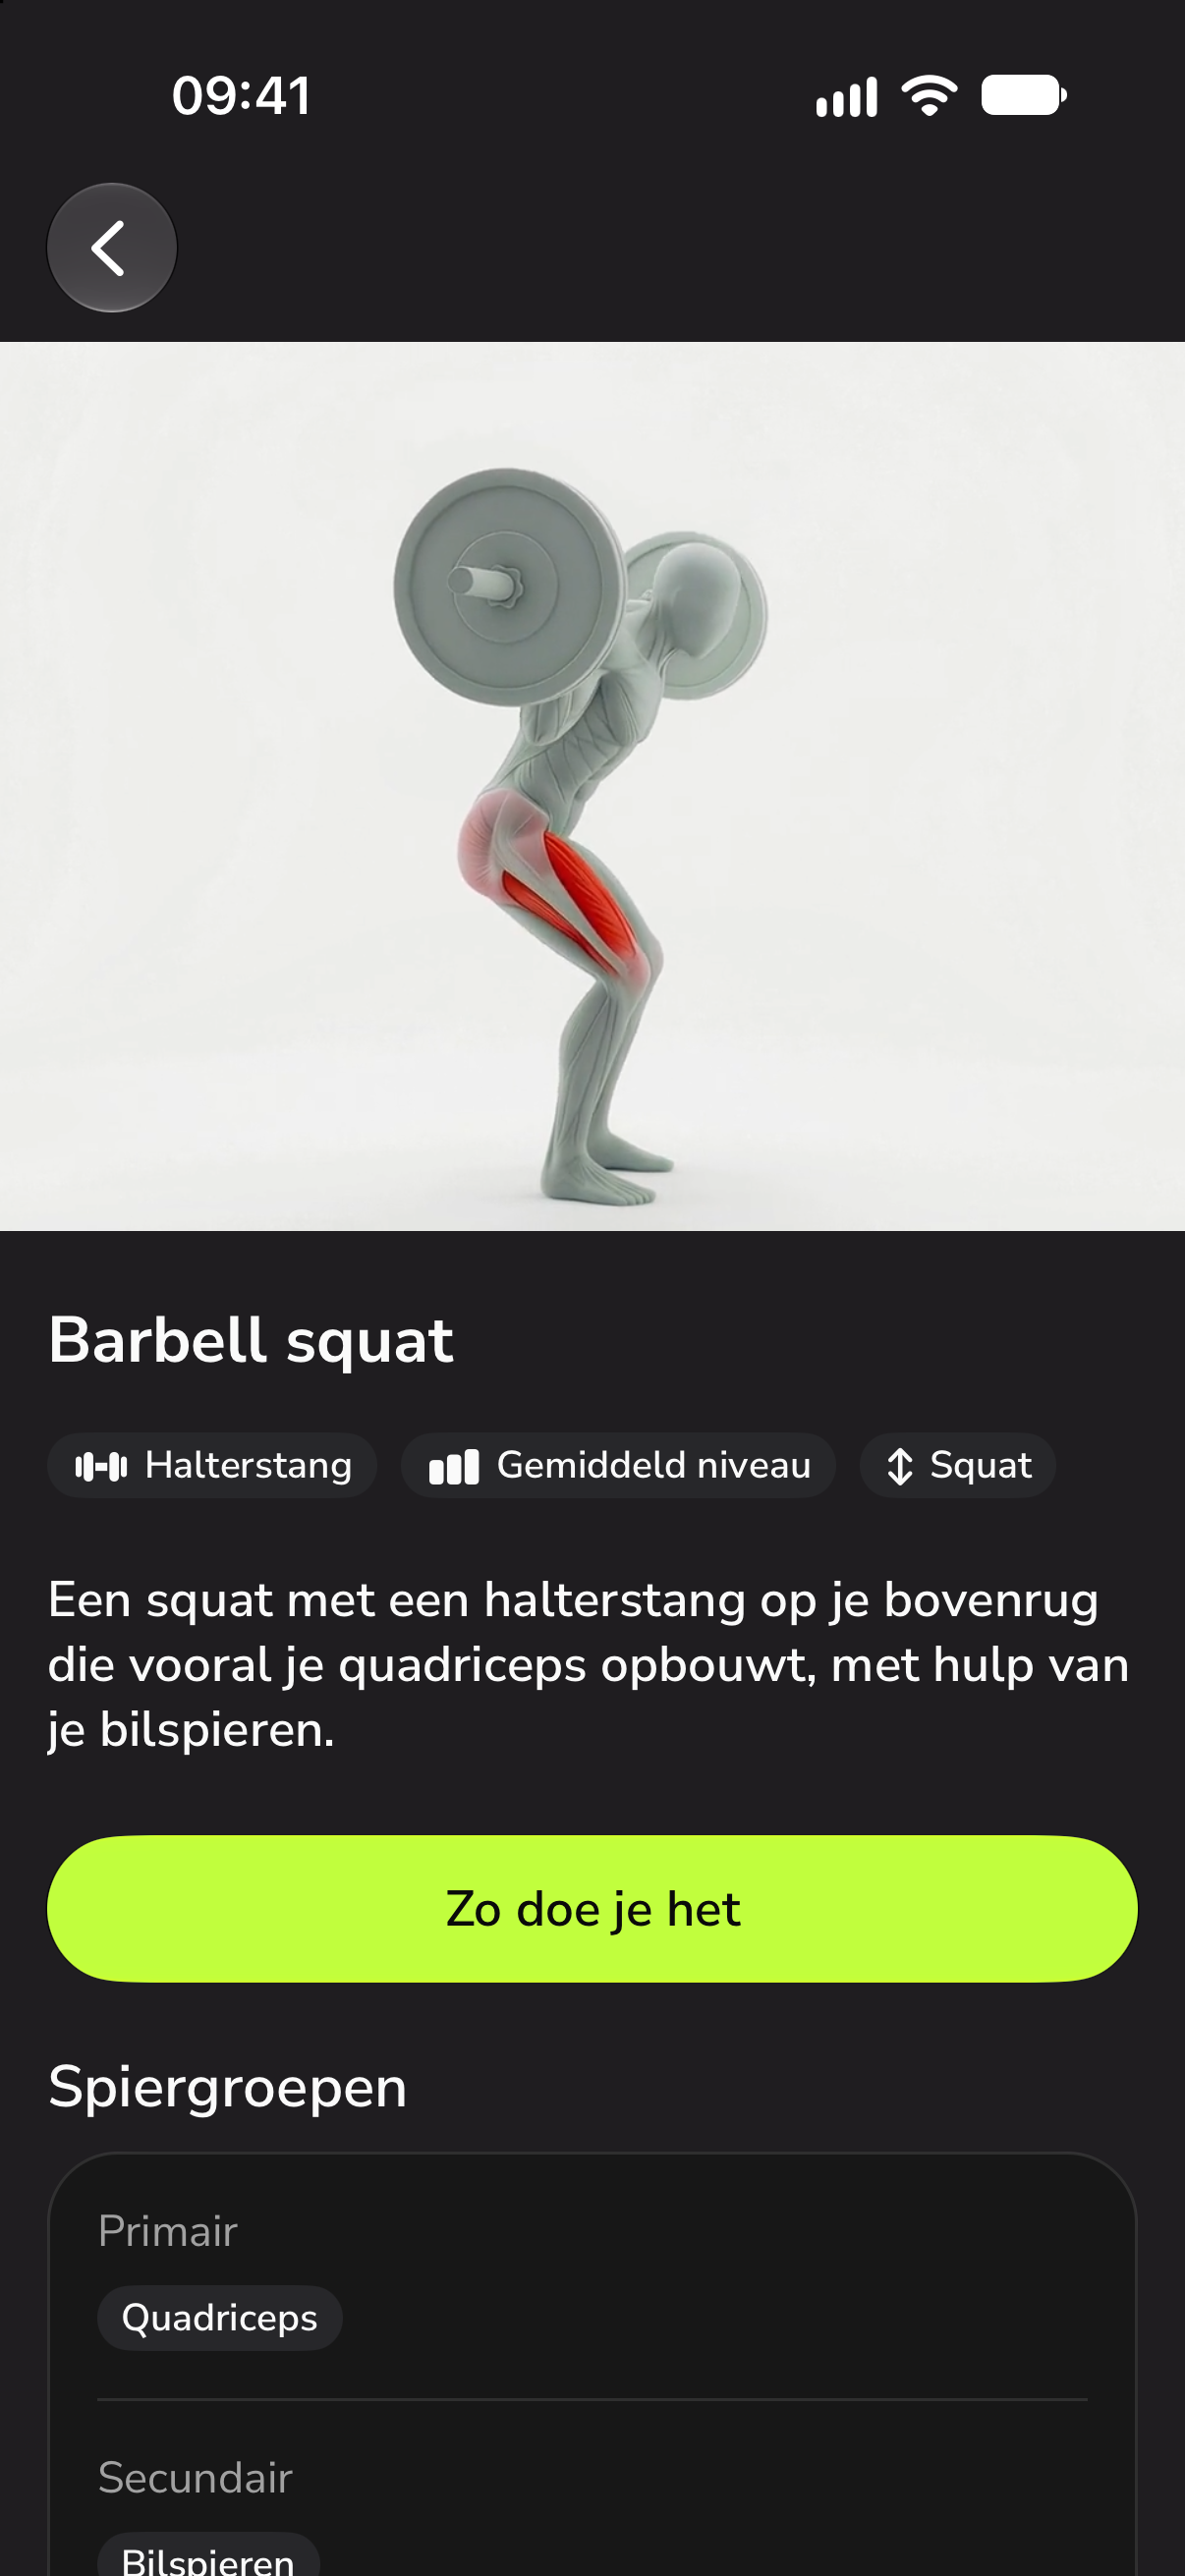 09:41
Barbell squat
Halterstang
Gemiddeld niveau
Squat
Een squat met een halterstang op je bovenrug
die vooral je quadriceps opbouwt, met hulp van
je bilspieren.
Zo doe je het
Spiergroepen
Primair
Quadriceps
Secundair
Bilspieren